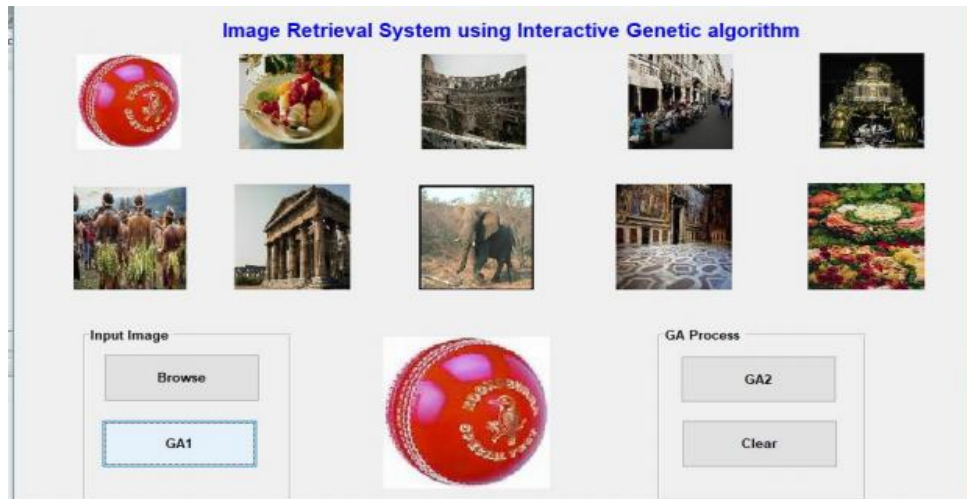 Image Retrieval System using Interactive Genetic algorithm
Input Image
Browse
GA1
GA Process
GA2
Clear